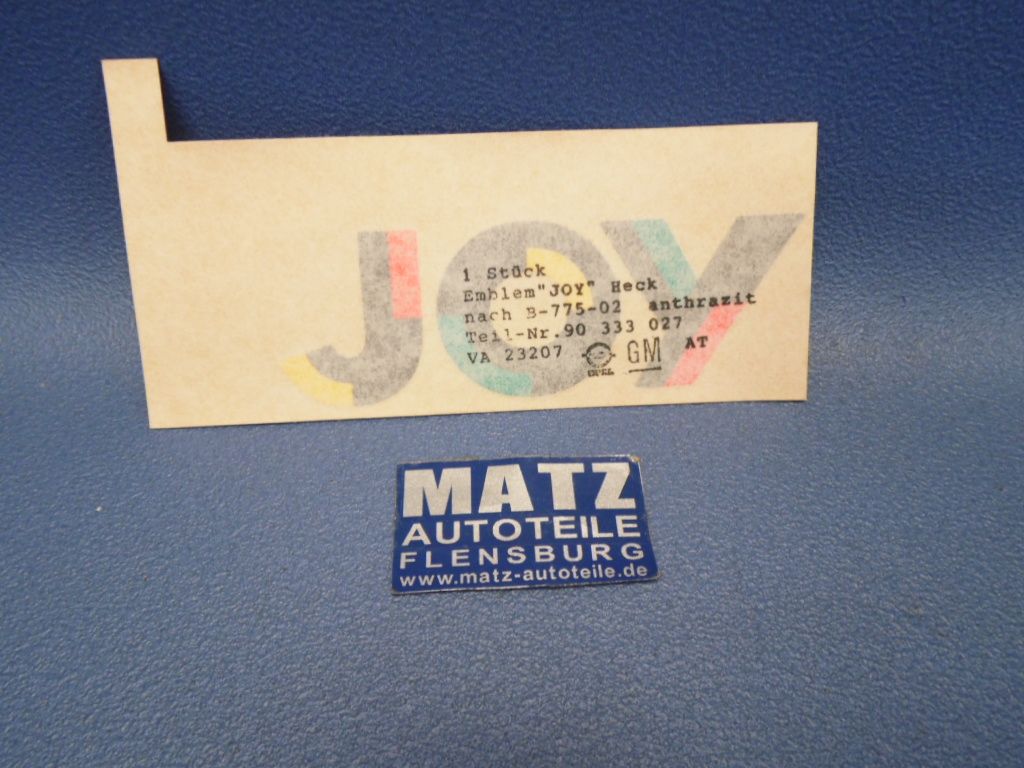 JOY
1 Stück
Emblem"JOY" Heck
nach B-775-02 anthrazit
Teil-Nr.90 333 027
VA 23207 OPEL GM AT
MATZ
AUTOTEILE
FLENSBURG
www.matz-autoteile.de